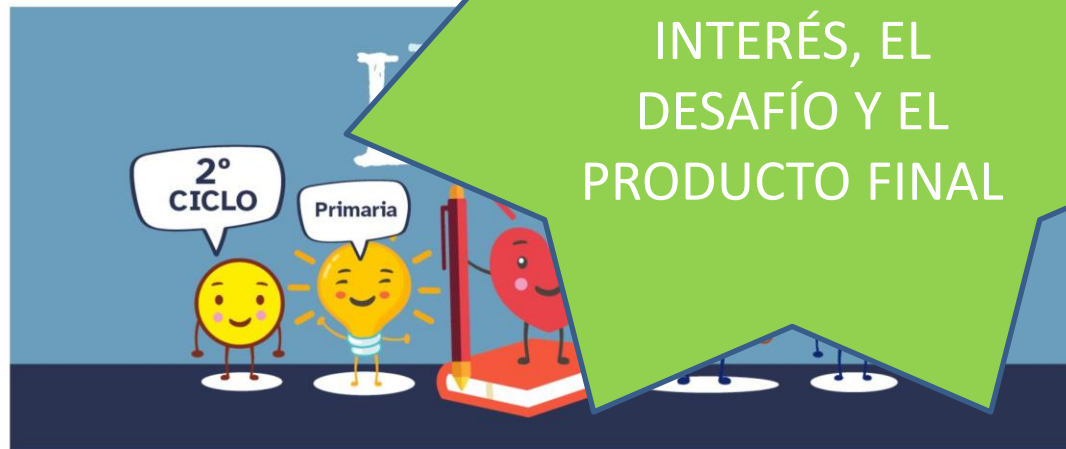 INTERÉS, EL
DESAFÍO Y EL
PRODUCTO FINAL
2º
CICLO
Primaria